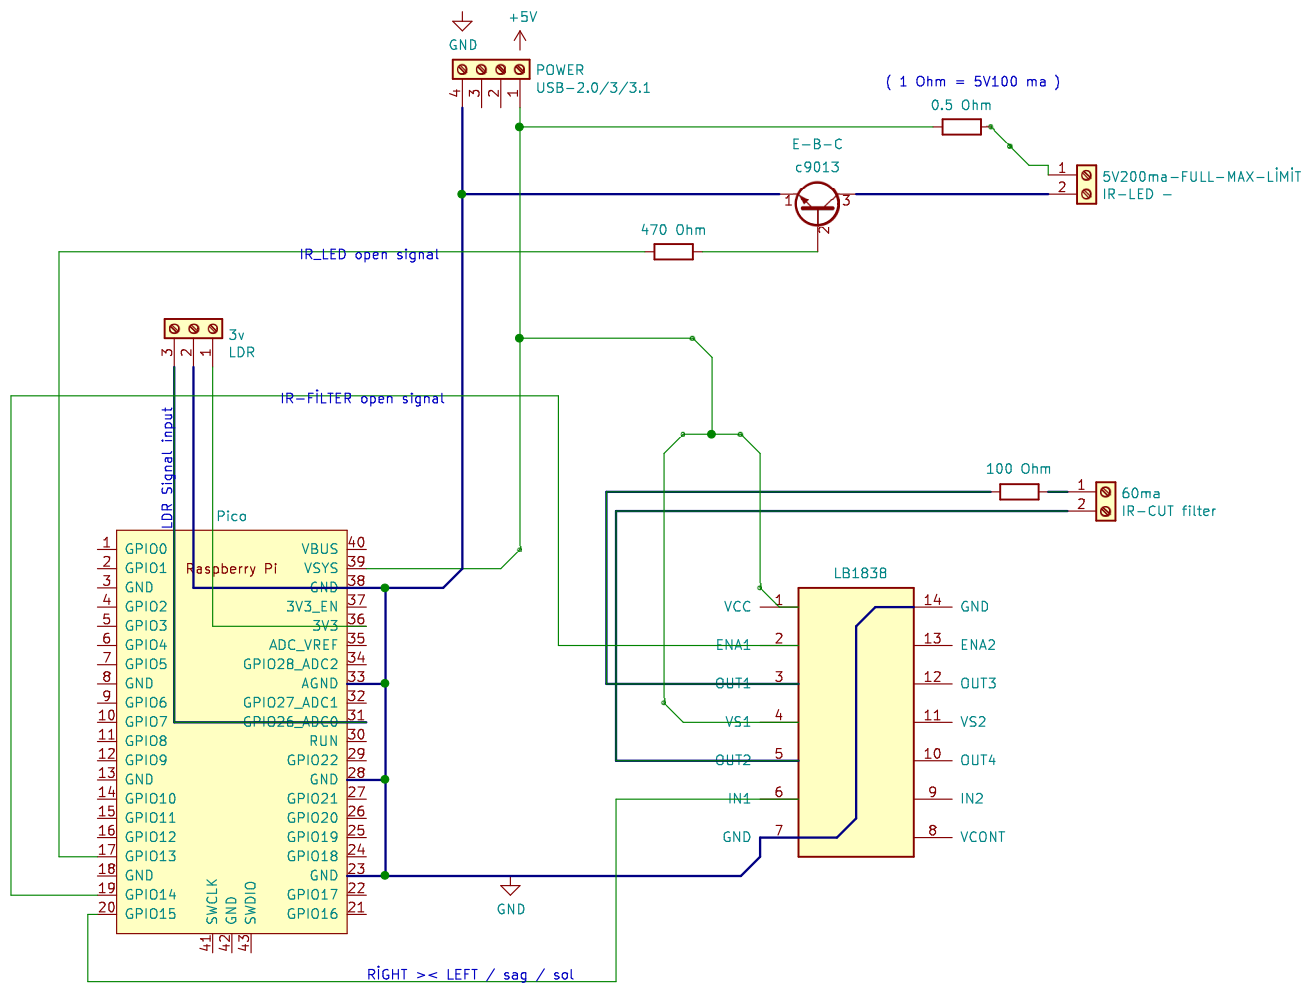 +5V
GND
POWER
USB-2.0/3/3.1
4
3
2
1
( 1 Ohm = 5V100 ma )
0.5 Ohm
E-B-C
c9013
1
3
2
1
2
5V200ma-FULL-MAX-LİMİT
IR-LED -
470 Ohm
IR_LED open signal
3v
LDR
3
2
1
IR-FİLTER open signal
LDR Signal input
100 Ohm
1
2
60ma
IR-CUT filter
Pico
Raspberry Pi
1 GPIO0 VBUS 40
2 GPIO1 VSYS 39
3 GND GND 38
4 GPIO2 3V3_EN 37
5 GPIO3 3V3 36
6 GPIO4 ADC_VREF 35
7 GPIO5 GPIO28_ADC2 34
8 GND AGND 33
9 GPIO6 GPIO27_ADC1 32
10 GPIO7 GPIO26_ADC0 31
11 GPIO8 RUN 30
12 GPIO9 GPIO22 29
13 GND GND 28
14 GPIO10 GPIO21 27
15 GPIO11 GPIO20 26
16 GPIO12 GPIO19 25
17 GPIO13 GPIO18 24
18 GND GND 23
19 GPIO14 GPIO17 22
20 GPIO15 GPIO16 21
SWCLK
GND
SWDIO
41
42
43
LB1838
VCC 1 14 GND
ENA1 2 13 ENA2
OUT1 3 12 OUT3
VS1 4 11 VS2
OUT2 5 10 OUT4
IN1 6 9 IN2
GND 7 8 VCONT
GND
RİGHT >< LEFT / sag / sol